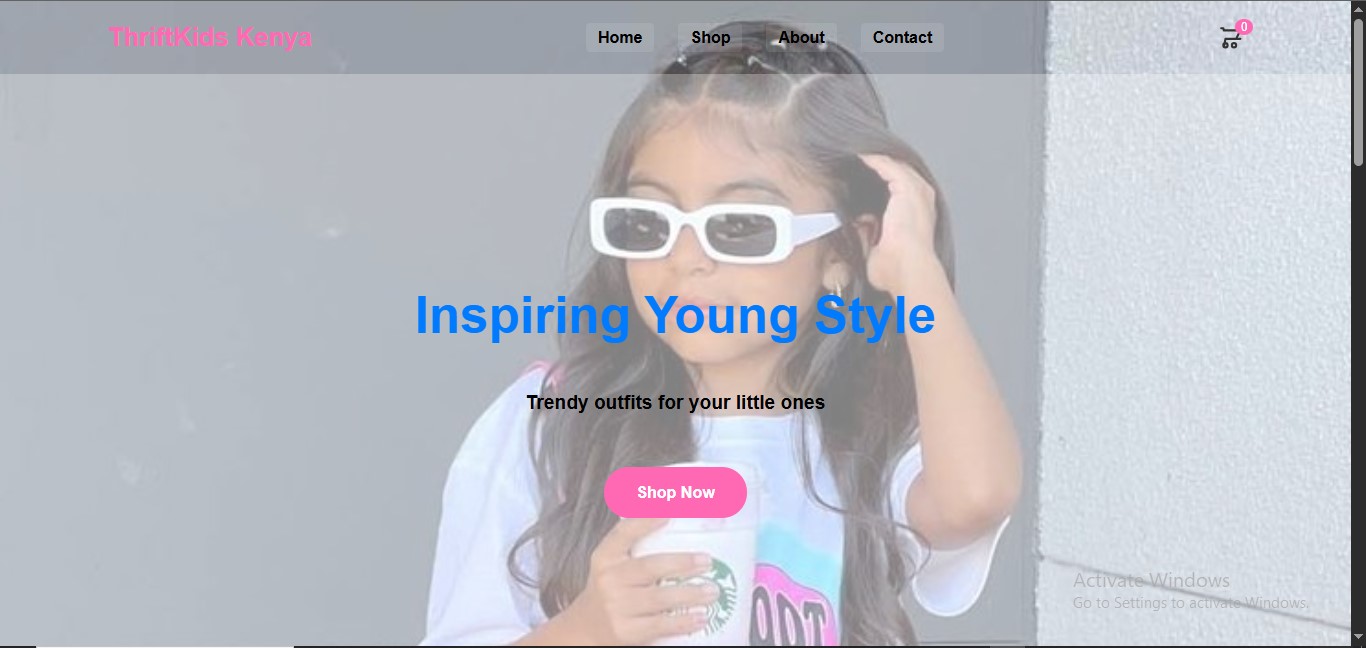 ThriftKids Kenya
Home Shop About Contact
0
Inspiring Young Style
Trendy outfits for your little ones
Shop Now
Activate Windows
Go to Settings to activate Windows.